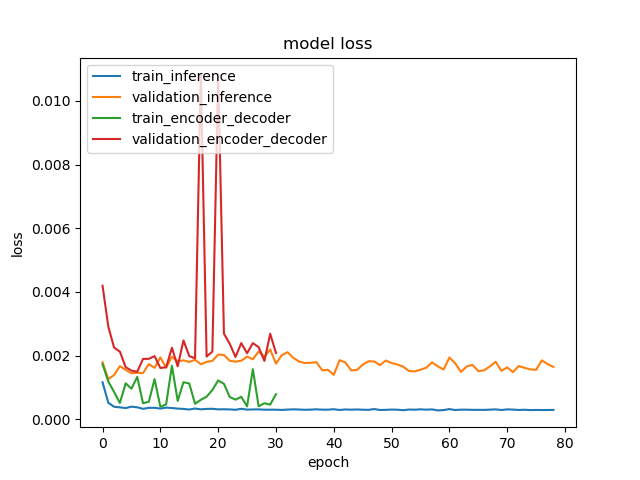 model loss
train_inference
validation_inference
train_encoder_decoder
validation_encoder_decoder
0.010
0.008
0.006
0.004
0.002
0.000
loss
0 10 20 30 40 50 60 70 80
epoch